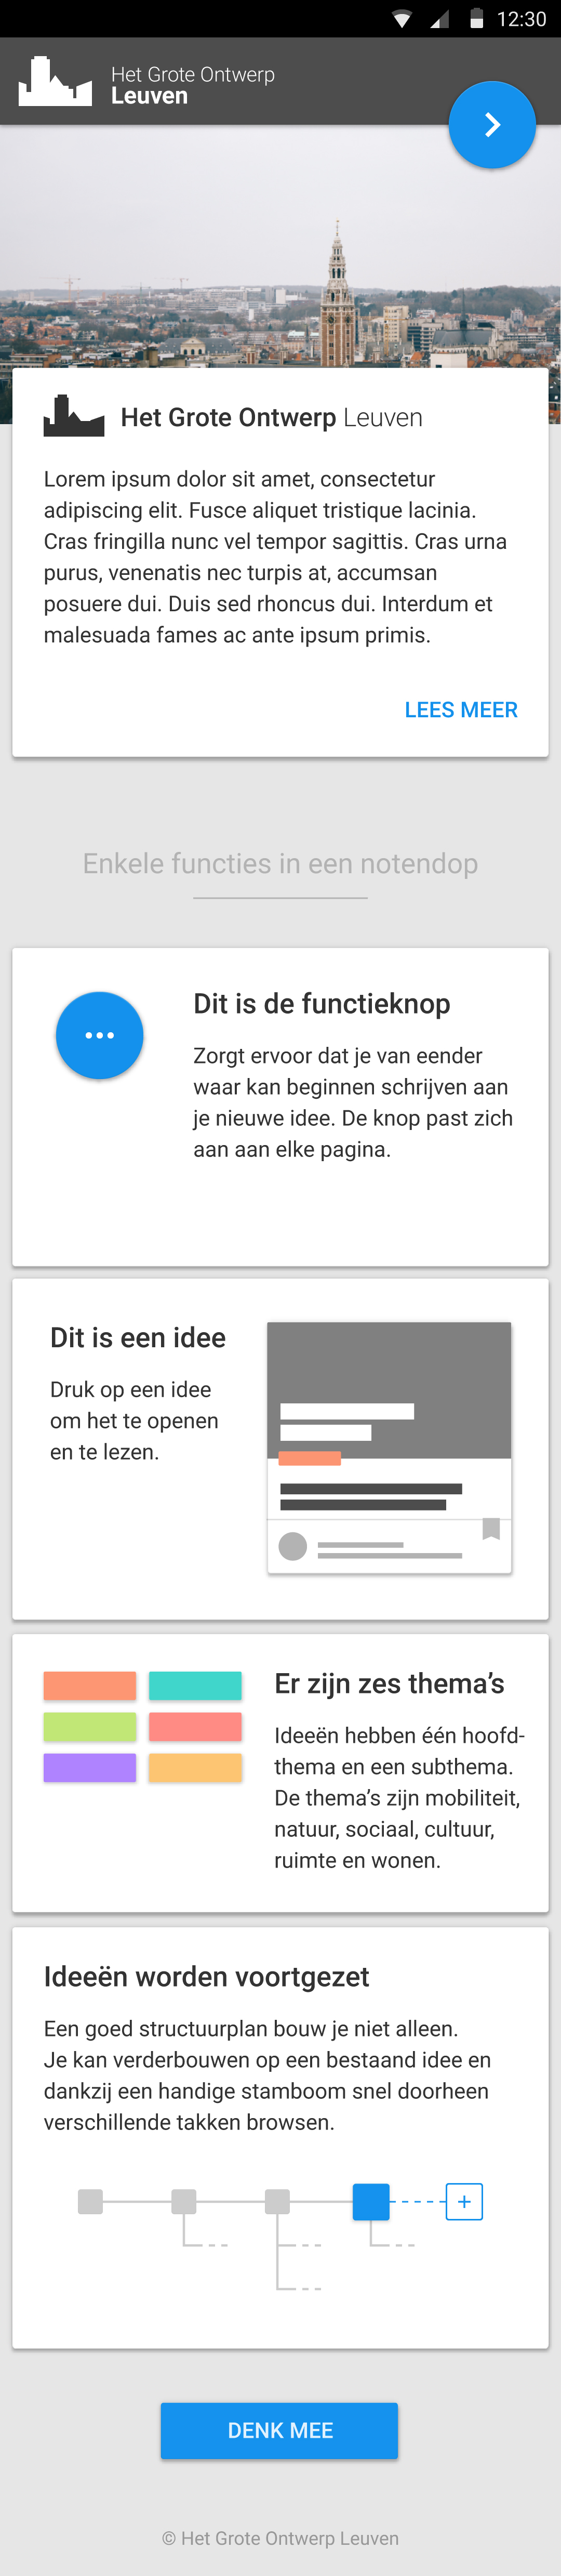 12:30
Het Grote Ontwerp
Leuven
Het Grote Ontwerp Leuven
Lorem ipsum dolor sit amet, consectetur
adipiscing elit. Fusce aliquet tristique lacinia.
Cras fringilla nunc vel tempor sagittis. Cras urna
purus, venenatis nec turpis at, accumsan
posuere dui. Duis sed rhoncus dui. Interdum et
malesuada fames ac ante ipsum primis.
LEES MEER
Enkele functies in een notendop
Dit is de functieknop
Zorgt ervoor dat je van eender
waar kan beginnen schrijven aan
je nieuwe idee. De knop past zich
aan aan elke pagina.
Dit is een idee
Druk op een idee
om het te openen
en te lezen.
Er zijn zes thema’s
Ideeën hebben één hoofd-
thema en een subthema.
De thema’s zijn mobiliteit,
natuur, sociaal, cultuur,
ruimte en wonen.
Ideeën worden voortgezet
Een goed structuurplan bouw je niet alleen.
Je kan verderbouwen op een bestaand idee en
dankzij een handige stamboom snel doorheen
verschillende takken browsen.
+
DENK MEE
© Het Grote Ontwerp Leuven